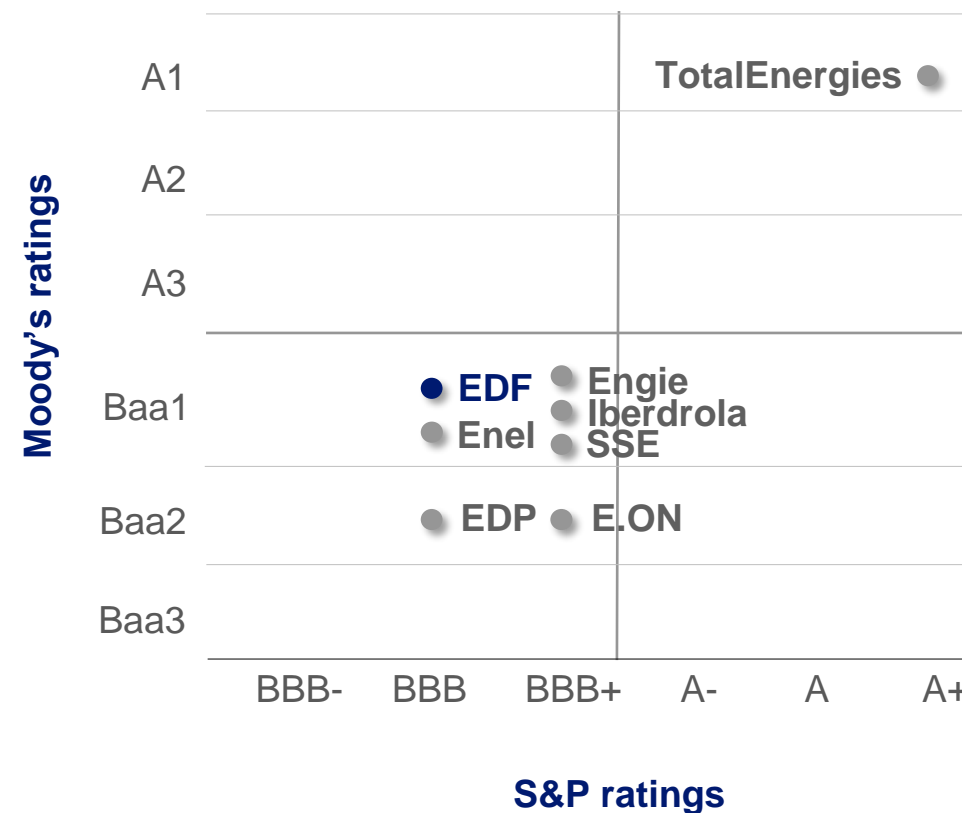 Moody’s ratings
A1
TotalEnergies
A2
A3
Baa1
EDF
Engie
Iberdrola
Enel
SSE
Baa2
EDP
E.ON
Baa3
BBB- BBB BBB+ A- A A+
S&P ratings